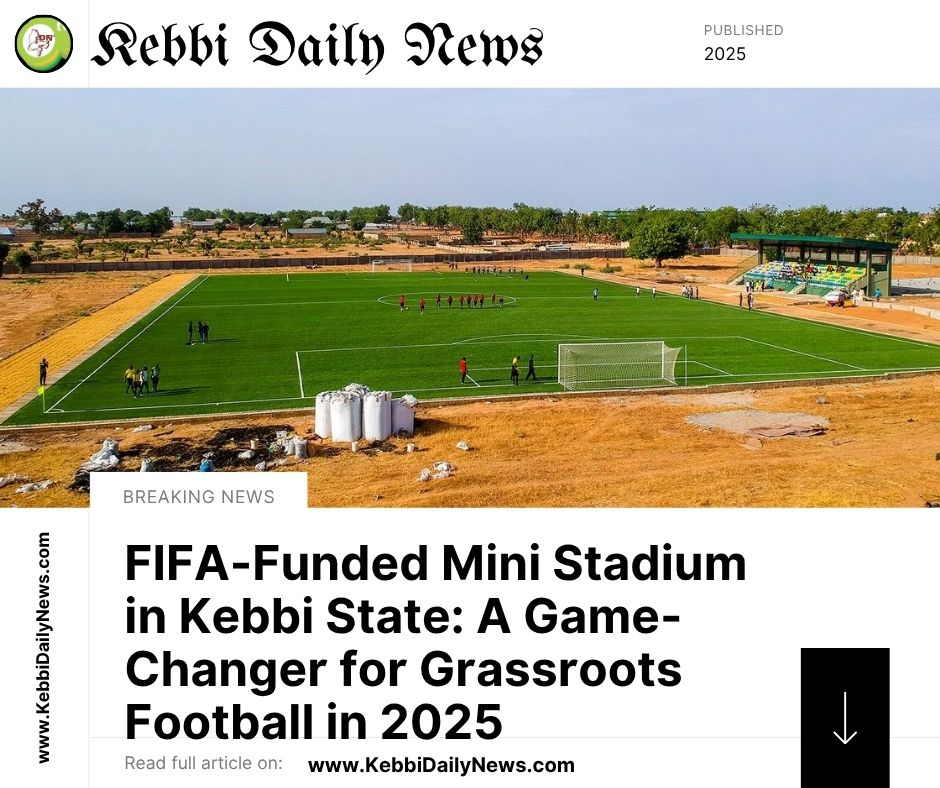 Kebbi Daily News
PUBLISHED
2025
BREAKING NEWS
FIFA-Funded Mini Stadium
in Kebbi State: A Game-
Changer for Grassroots
Football in 2025
www.KebbiDailyNews.com
Read full article on: www.KebbiDailyNews.com